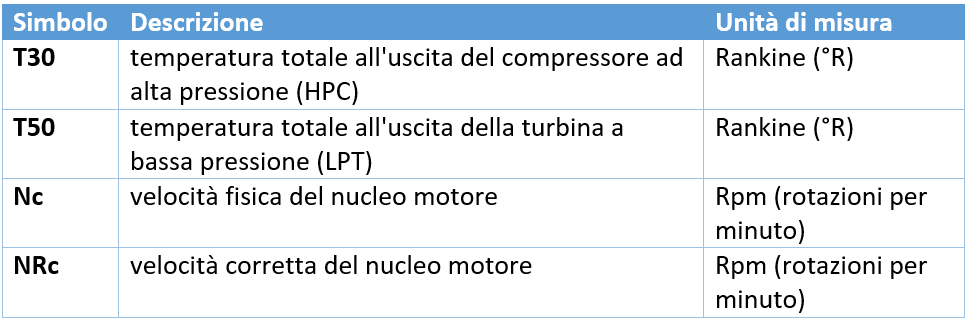 Simbolo Descrizione Unità di misura
T30 temperatura totale all'uscita del compressore ad Rankine (°R)
alta pressione (HPC)
T50 temperatura totale all'uscita della turbina a Rankine (°R)
bassa pressione (LPT)
Nc velocità fisica del nucleo motore Rpm (rotazioni per
minuto)
NRc velocità corretta del nucleo motore Rpm (rotazioni per
minuto)